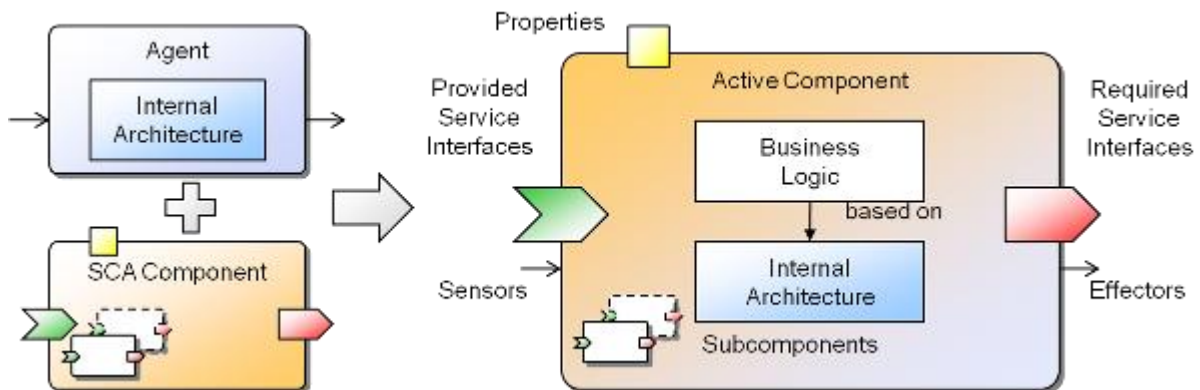 Agent
Internal
Architecture
SCA Component
Properties
Provided
Service
Interfaces
Sensors
Active Component
Business
Logic
based on
Internal
Architecture
Subcomponents
Required
Service
Interfaces
Effectors